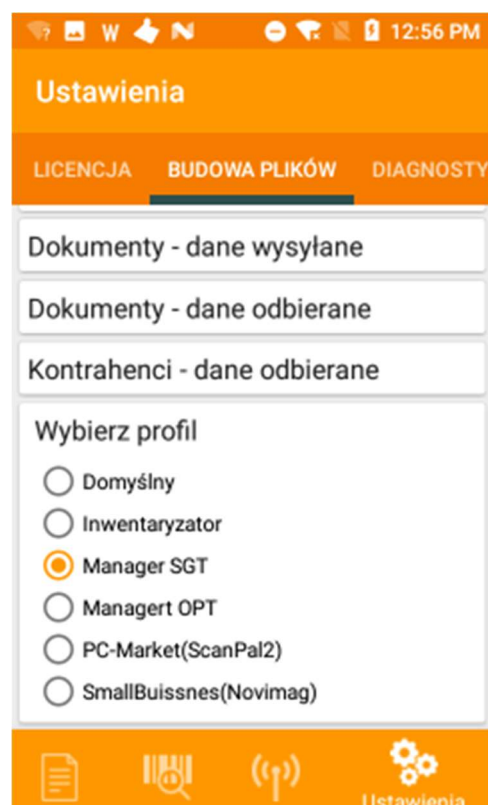 12:56 PM
Ustawienia
LICENCJA BUDOWA PLIKÓW DIAGNOSTY
Dokumenty - dane wysyłane
Dokumenty - dane odbierane
Kontrahenci - dane odbierane
Wybierz profil
Domyślny
Inwentaryzator
Manager SGT
Managert OPT
PC-Market(ScanPal2)
SmallBuissnes(Novimag)
Ustawienia